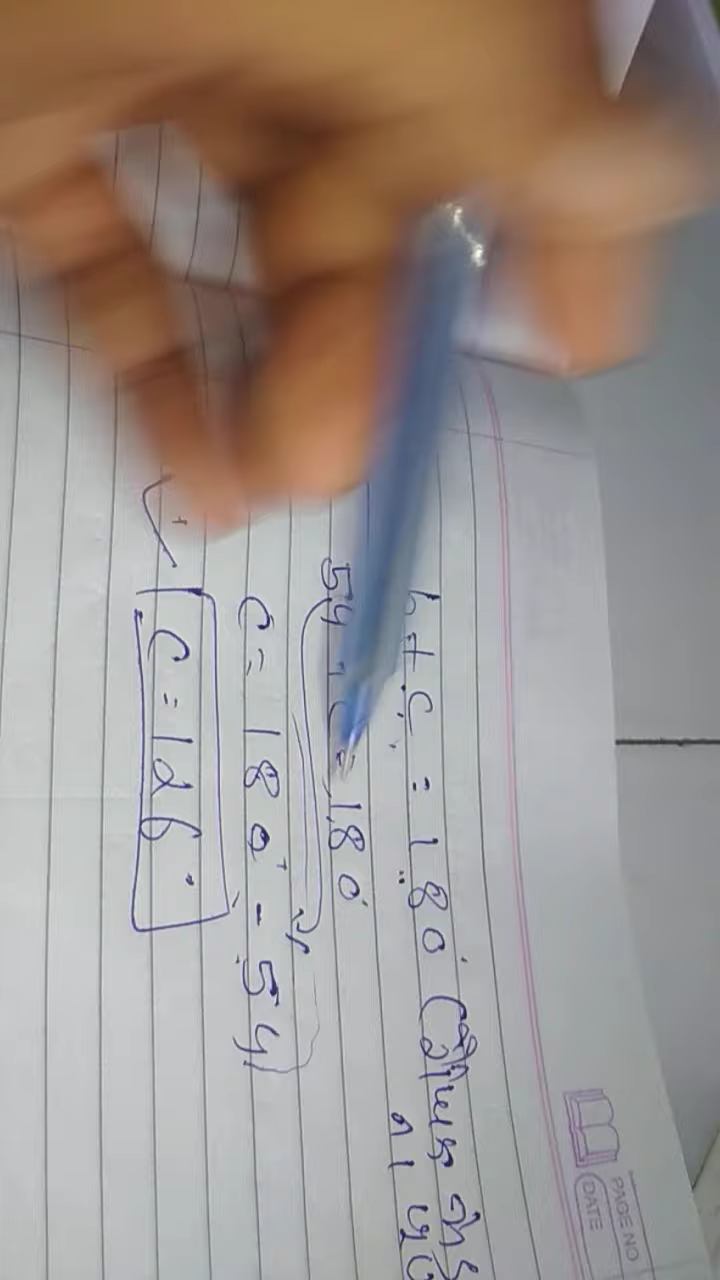 PAGE NO
DATE
b + c = 180° (रैखिक
54 + c = 180°
c = 180° - 54
c = 126°